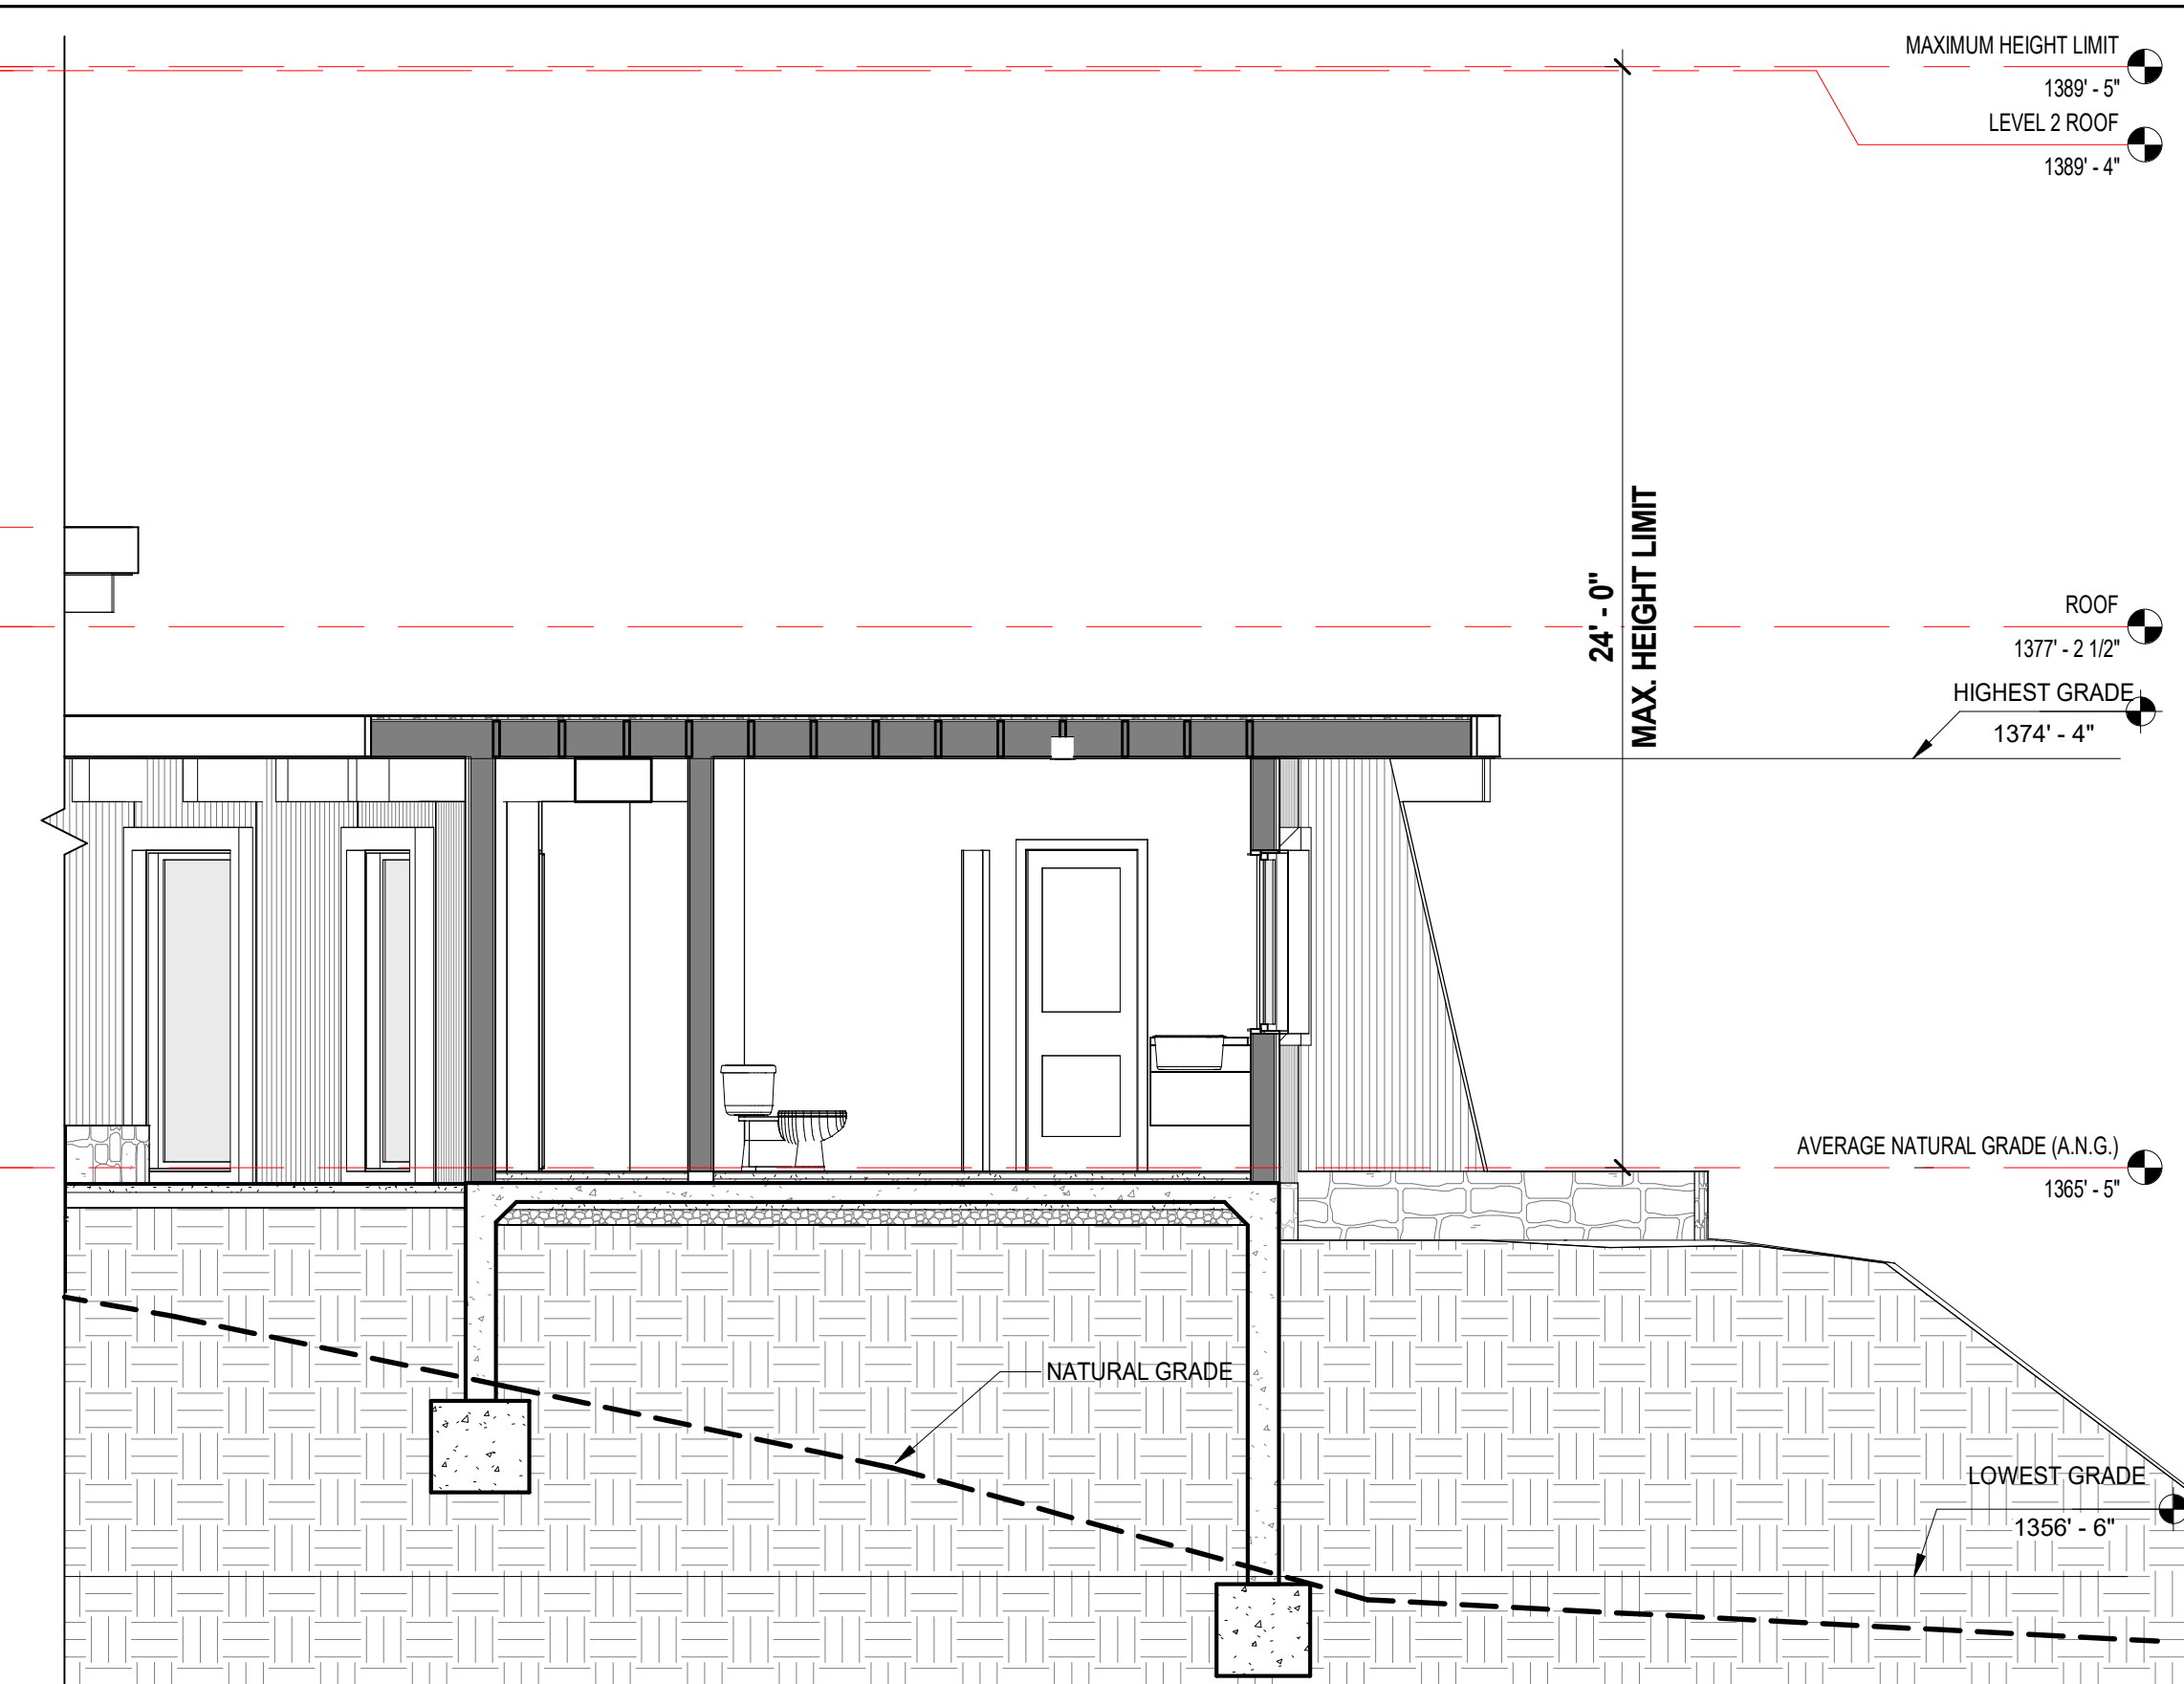 MAXIMUM HEIGHT LIMIT
1389' - 5"
LEVEL 2 ROOF
1389' - 4"
24' - 0"
MAX. HEIGHT LIMIT
ROOF
1377' - 2 1/2"
HIGHEST GRADE
1374' - 4"
AVERAGE NATURAL GRADE (A.N.G.)
1365' - 5"
NATURAL GRADE
LOWEST GRADE
1356' - 6"